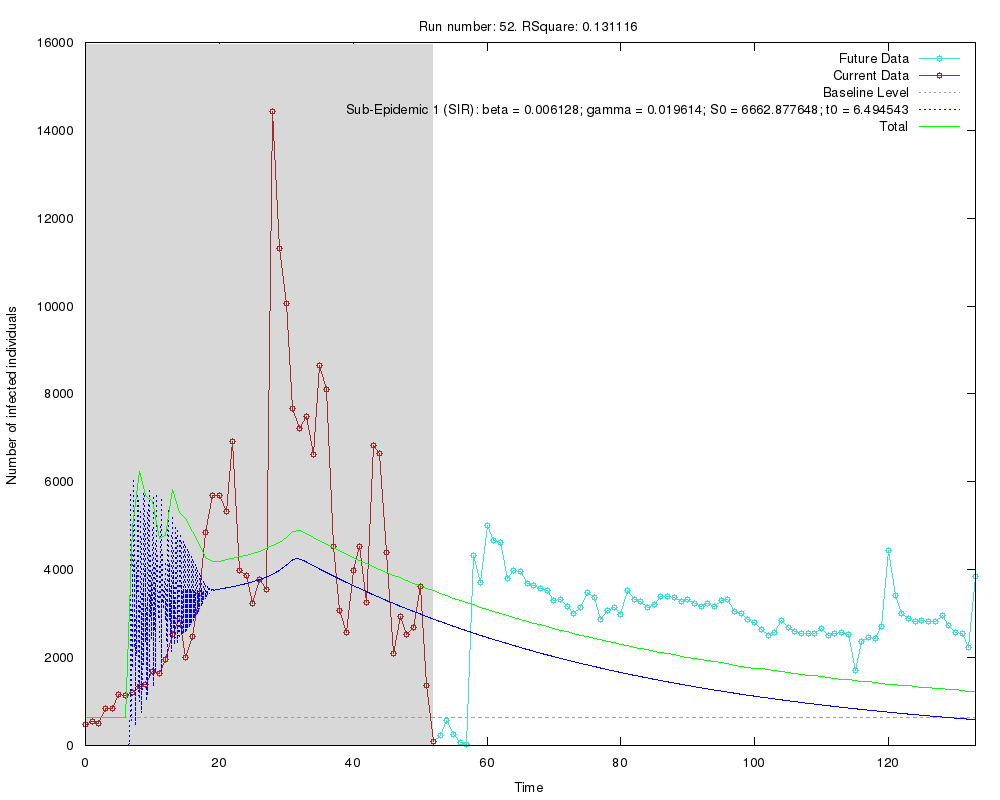 Run number: 52. RSquare: 0.131116
16000
14000
12000
10000
8000
6000
4000
2000
0
Number of infected individuals
Future Data
Current Data
Baseline Level
Sub-Epidemic 1 (SIR): beta = 0.006128; gamma = 0.019614; S0 = 6662.877648; t0 = 6.494543
Total
0 20 40 60 80 100 120
Time